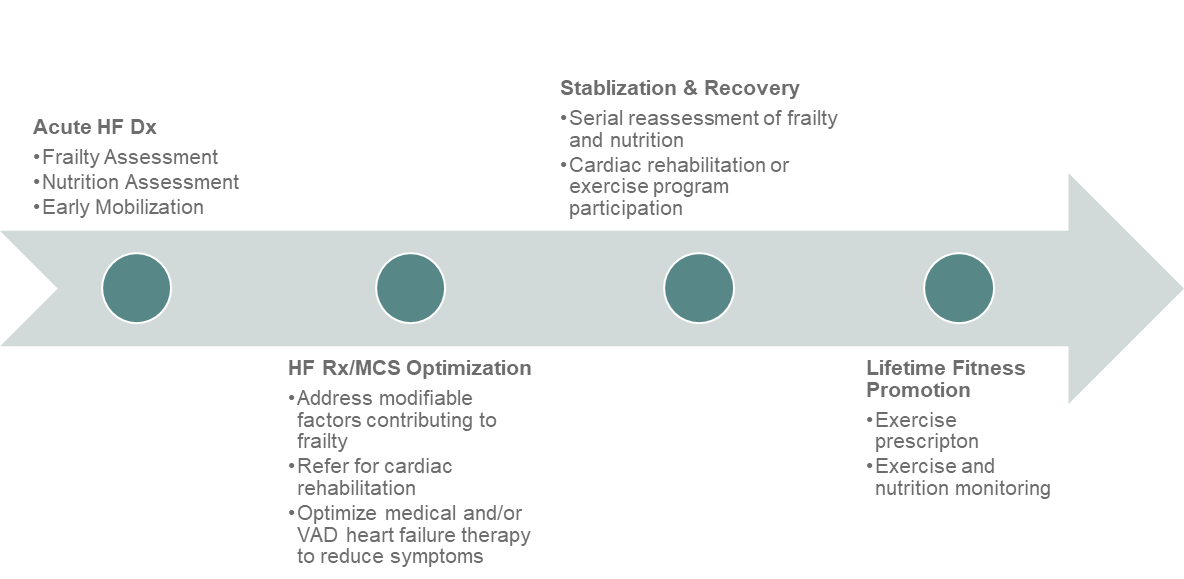 Acute HF Dx
•Frailty Assessment
•Nutrition Assessment
•Early Mobilization
HF Rx/MCS Optimization
•Address modifiable
factors contributing to
frailty
•Refer for cardiac
rehabilitation
•Optimize medical and/or
VAD heart failure therapy
to reduce symptoms
Stablization & Recovery
•Serial reassessment of frailty
and nutrition
•Cardiac rehabilitation or
exercise program
participation
Lifetime Fitness
Promotion
•Exercise
prescripton
•Exercise and
nutrition monitoring